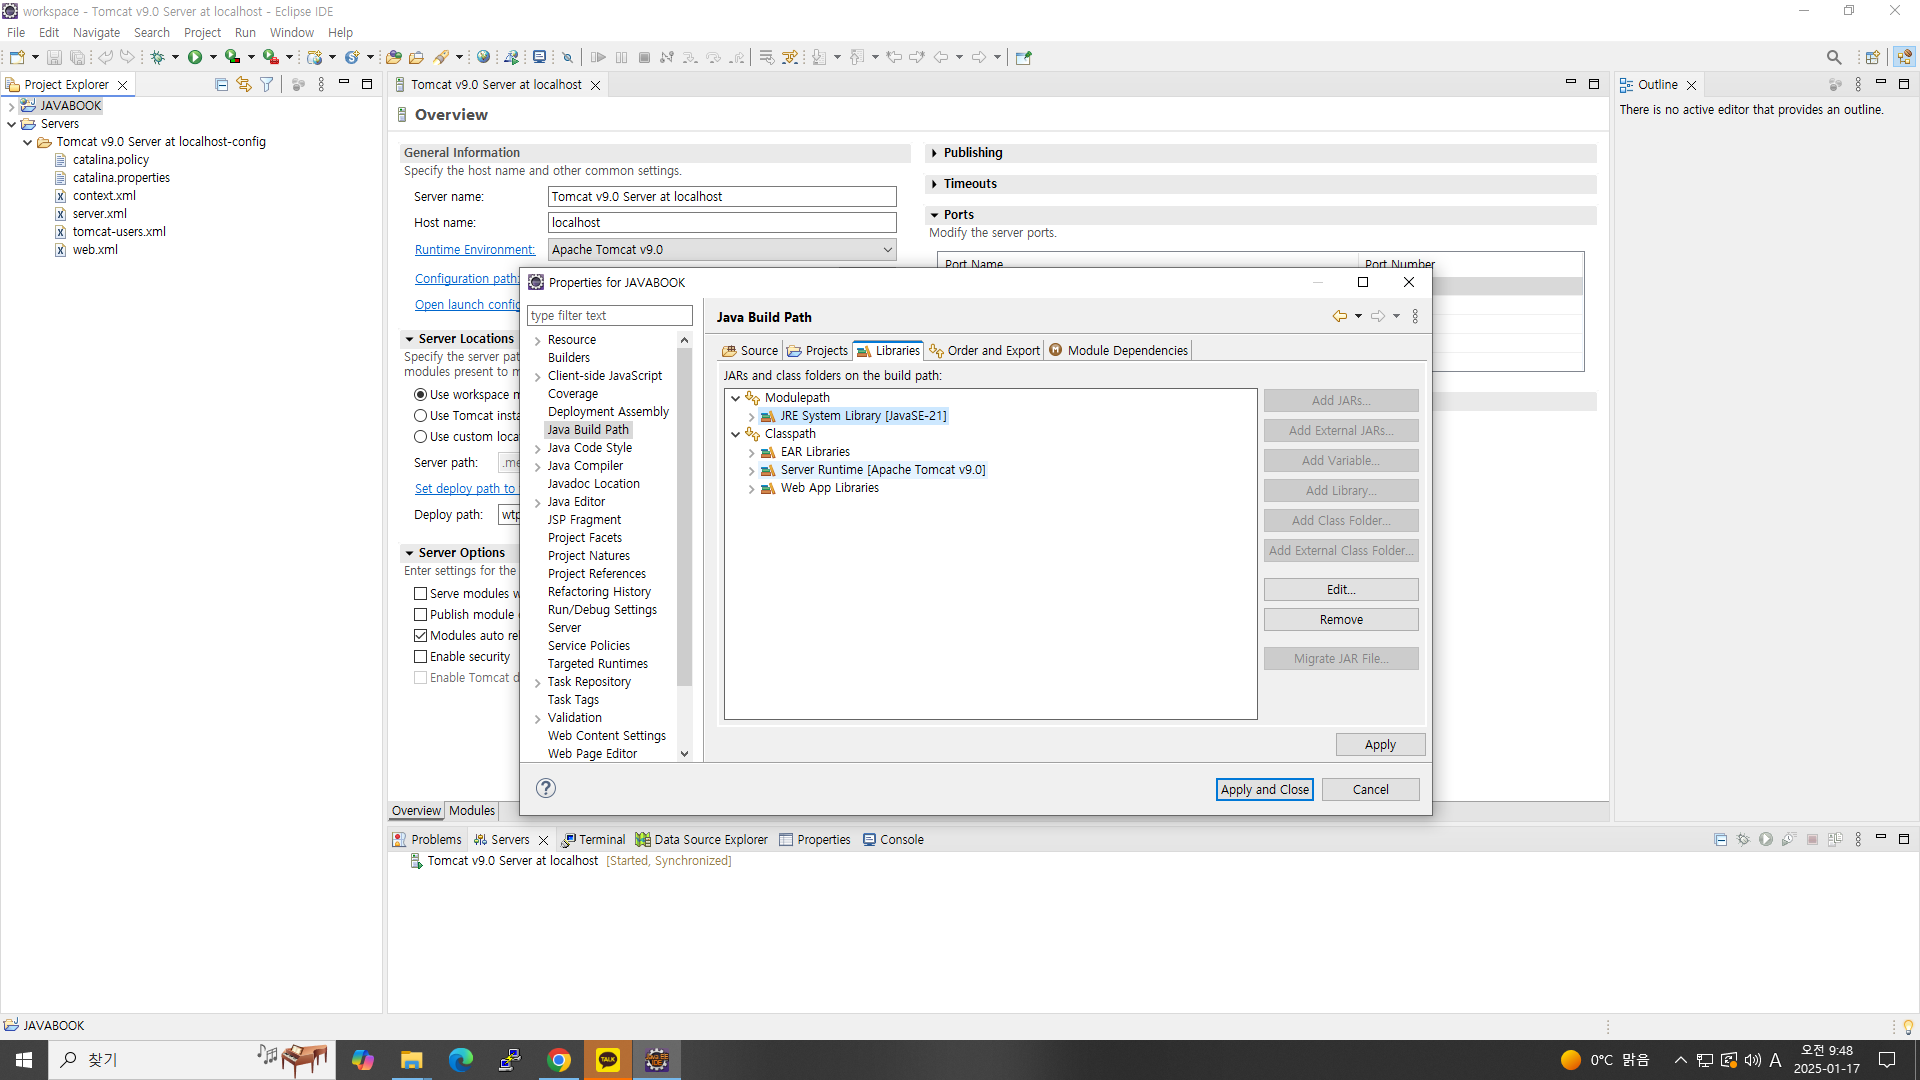 workspace - Tomcat v9.0 Server at localhost - Eclipse IDE
File Edit Navigate Search Project Run Window Help
Project Explorer
Tomcat v9.0 Server at localhost
Outline
JAVABOOK
Servers
Tomcat v9.0 Server at localhost-config
catalina.policy
catalina.properties
context.xml
server.xml
tomcat-users.xml
web.xml
Overview
General Information
Specify the host name and other common settings.
Server name: Tomcat v9.0 Server at localhost
Host name: localhost
Runtime Environment: Apache Tomcat v9.0
Configuration path:
Open launch config
Server Locations
Specify the server pat
modules present to m
Use workspace m
Use Tomcat insta
Use custom loca
Server path: .me
Set deploy path to
Deploy path: wtp
Server Options
Enter settings for the
Serve modules w
Publish module
Modules auto rel
Enable security
Enable Tomcat d
Publishing
Timeouts
Ports
Modify the server ports.
Port Name Port Number
There is no active editor that provides an outline.
Properties for JAVABOOK
type filter text
Resource
Builders
Client-side JavaScript
Coverage
Deployment Assembly
Java Build Path
Java Code Style
Java Compiler
Javadoc Location
Java Editor
JSP Fragment
Project Facets
Project Natures
Project References
Refactoring History
Run/Debug Settings
Server
Service Policies
Targeted Runtimes
Task Repository
Task Tags
Validation
Web Content Settings
Web Page Editor
Java Build Path
Source Projects Libraries Order and Export Module Dependencies
JARs and class folders on the build path:
Modulepath
JRE System Library [JavaSE-21]
Classpath
EAR Libraries
Server Runtime [Apache Tomcat v9.0]
Web App Libraries
Add JARs...
Add External JARs...
Add Variable...
Add Library...
Add Class Folder...
Add External Class Folder...
Edit...
Remove
Migrate JAR File...
Apply
Apply and Close Cancel
Overview Modules
Problems Servers Terminal Data Source Explorer Properties Console
Tomcat v9.0 Server at localhost [Started, Synchronized]
JAVABOOK
찾기
TALK
Java EE
IDE
0°C 맑음
A
오전 9:48
2025-01-17